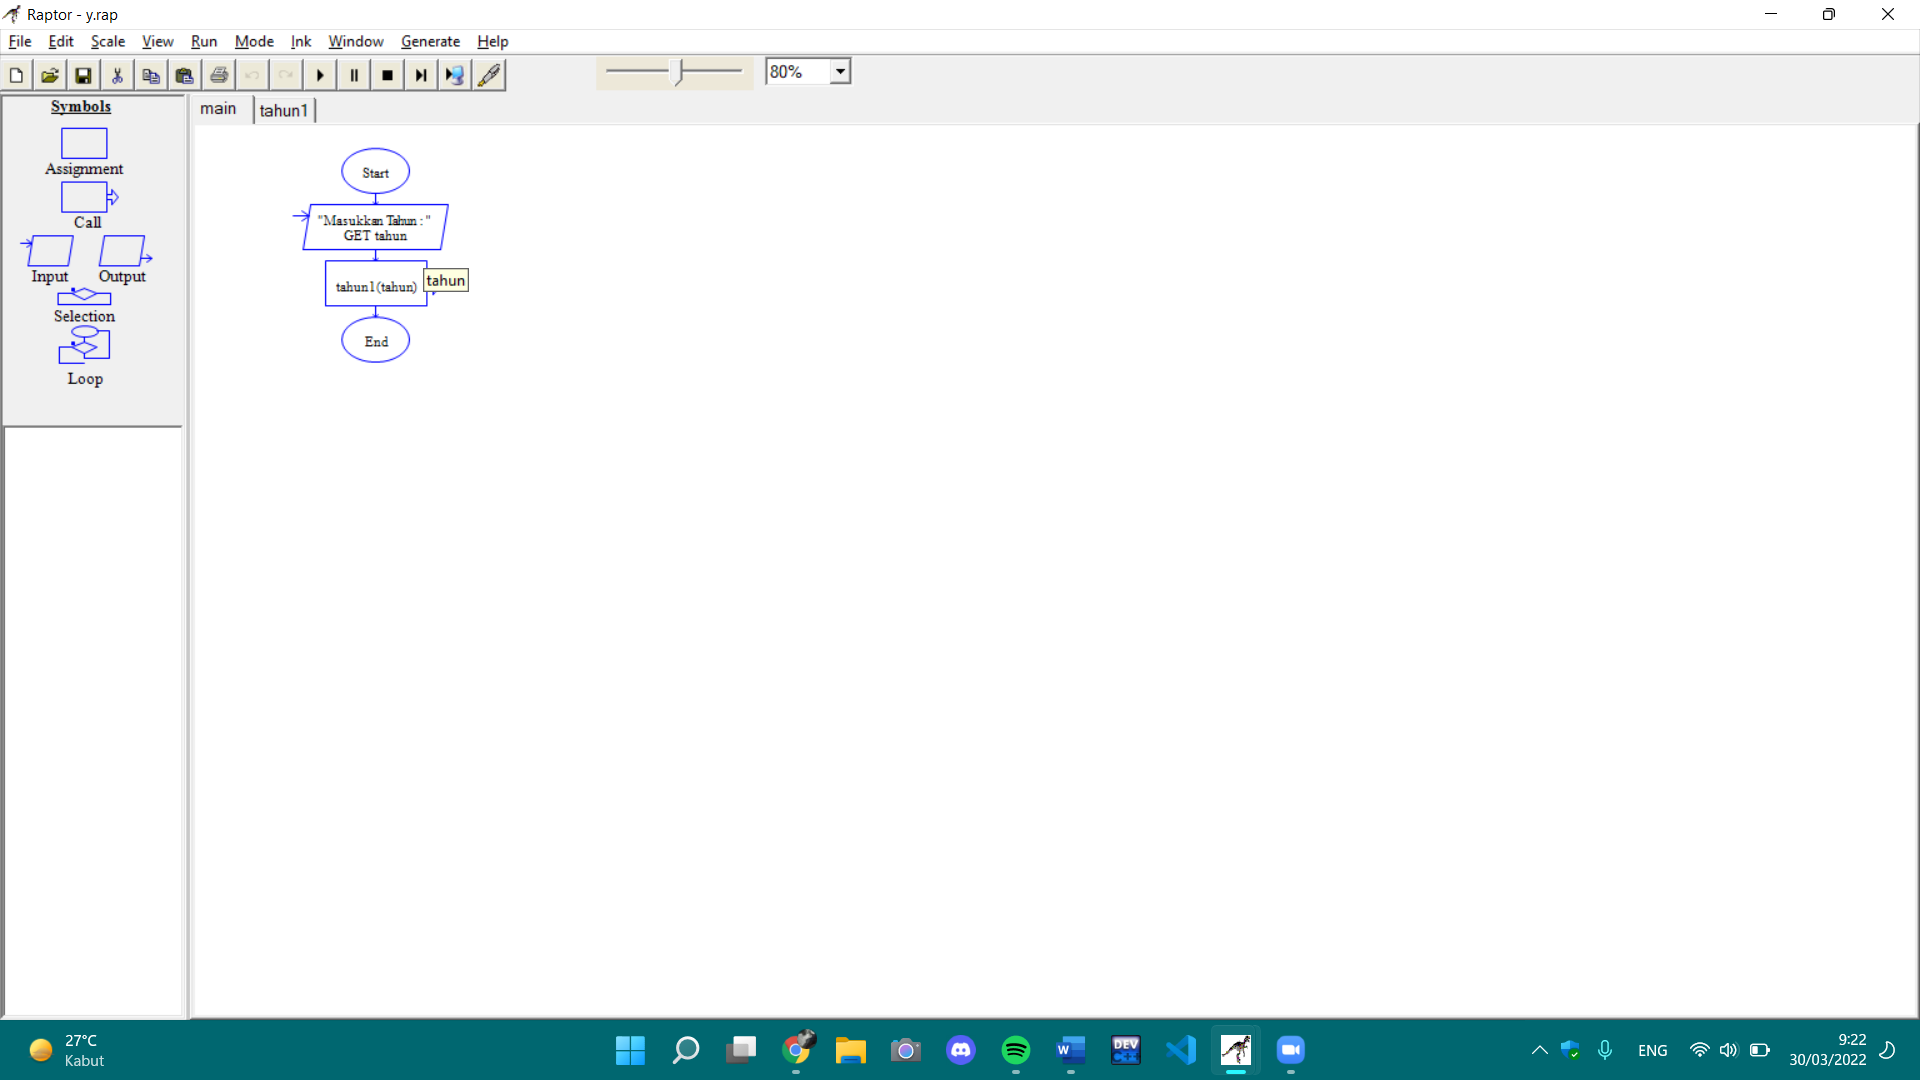 Raptor - y.rap
File Edit Scale View Run Mode Ink Window Generate Help
80%
Symbols
Assignment
Call
Input Output
Selection
Loop
main tahun1
Start
"Masukkan Tahun : "
GET tahun
tahun1(tahun)
tahun
End
27°C
Kabut
W
DEV
C++
ENG
9:22
30/03/2022